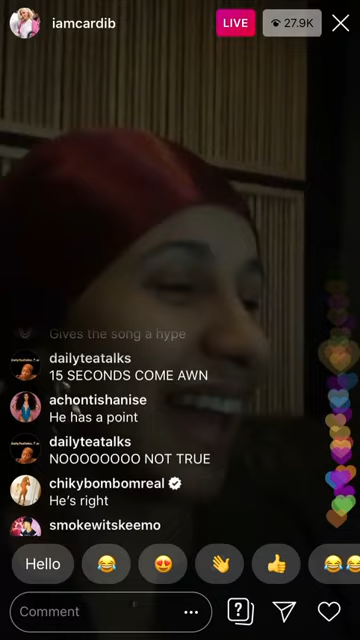 iamcardib
LIVE
27.9K
Gives the song a hype
dailyteatalks
15 SECONDS COME AWN
achontishanise
He has a point
dailyteatalks
NOOOOOOOO NOT TRUE
chikybombomreal
He's right
smokewitskeemo
Hello
Comment